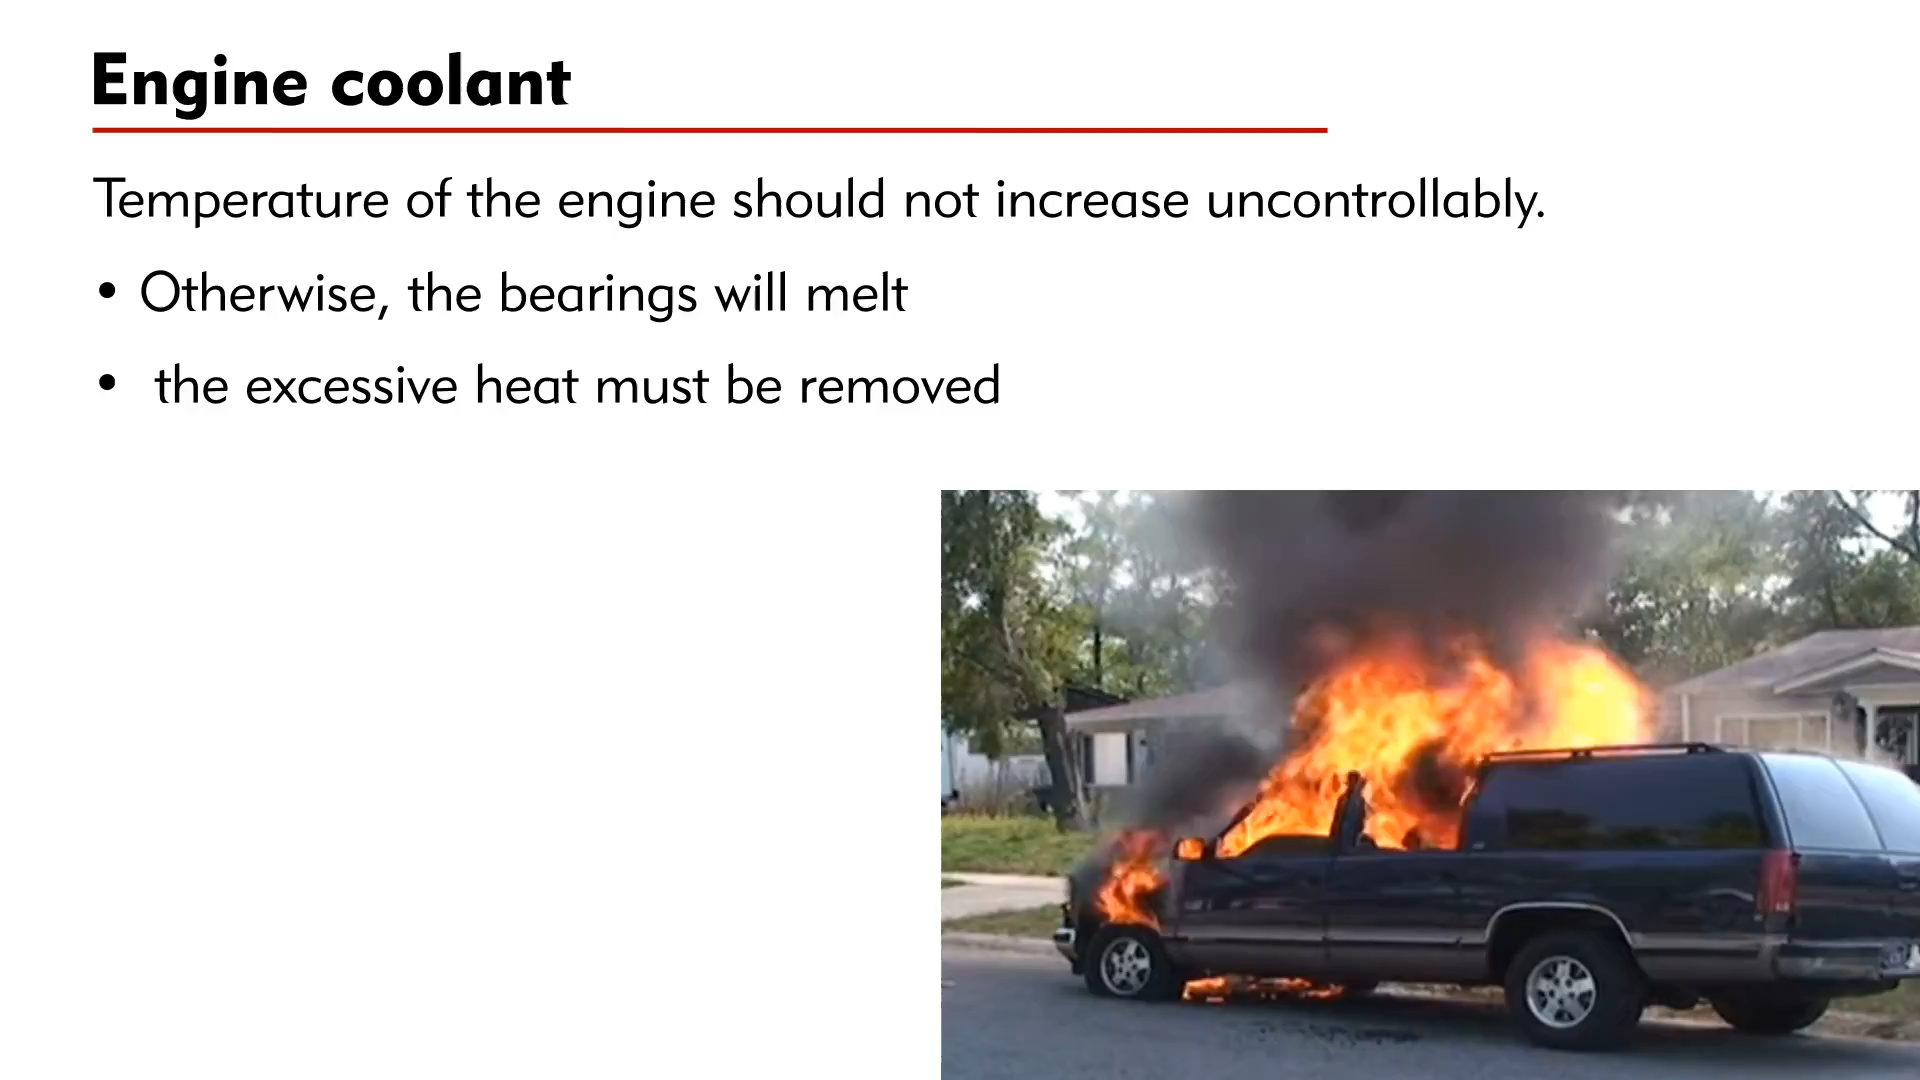 Engine coolant
Temperature of the engine should not increase uncontrollably.
• Otherwise, the bearings will melt
• the excessive heat must be removed